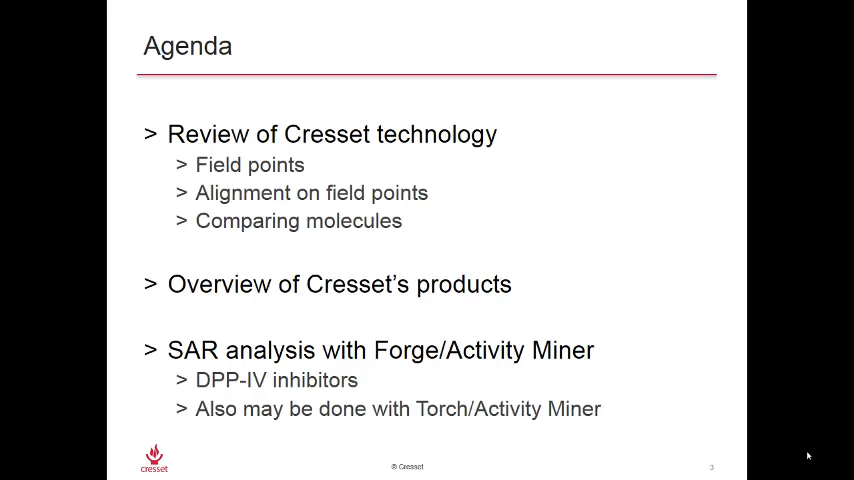 Agenda
> Review of Cresset technology
> Field points
> Alignment on field points
> Comparing molecules
> Overview of Cresset's products
> SAR analysis with Forge/Activity Miner
> DPP-IV inhibitors
> Also may be done with Torch/Activity Miner
cresset
© Cresset
3